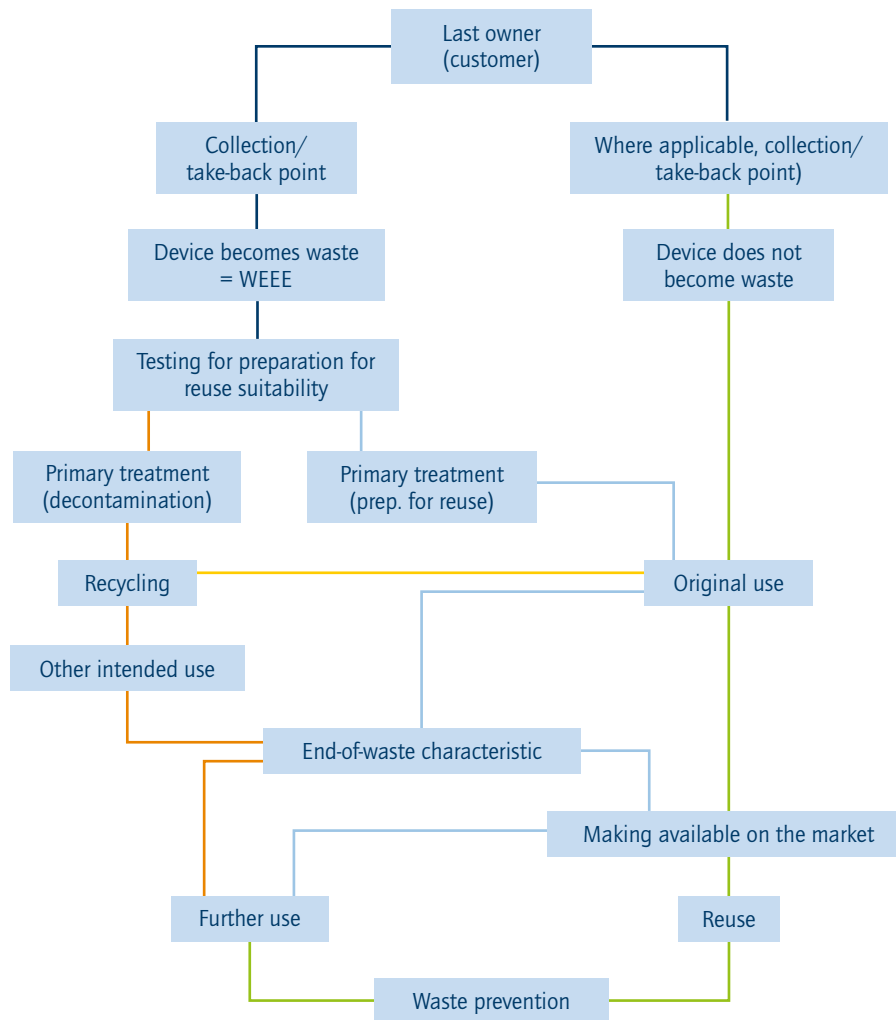 Last owner
(customer)
Collection/
take-back point
Where applicable, collection/
take-back point)
Device becomes waste
= WEEE
Device does not
become waste
Testing for preparation for
reuse suitability
Primary treatment
(decontamination)
Primary treatment
(prep. for reuse)
Recycling
Original use
Other intended use
End-of-waste characteristic
Making available on the market
Further use
Reuse
Waste prevention